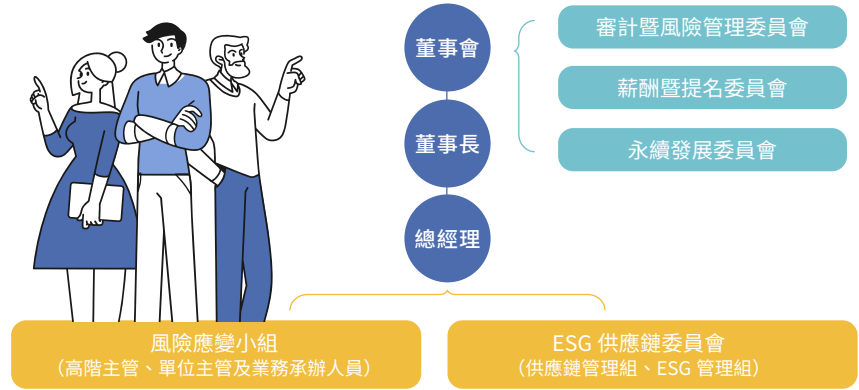 董事會
審計暨風險管理委員會
薪酬暨提名委員會
永續發展委員會
董事長
總經理
風險應變小組
（高階主管、單位主管及業務承辦人員）
ESG 供應鏈委員會
（供應鏈管理組、ESG 管理組）